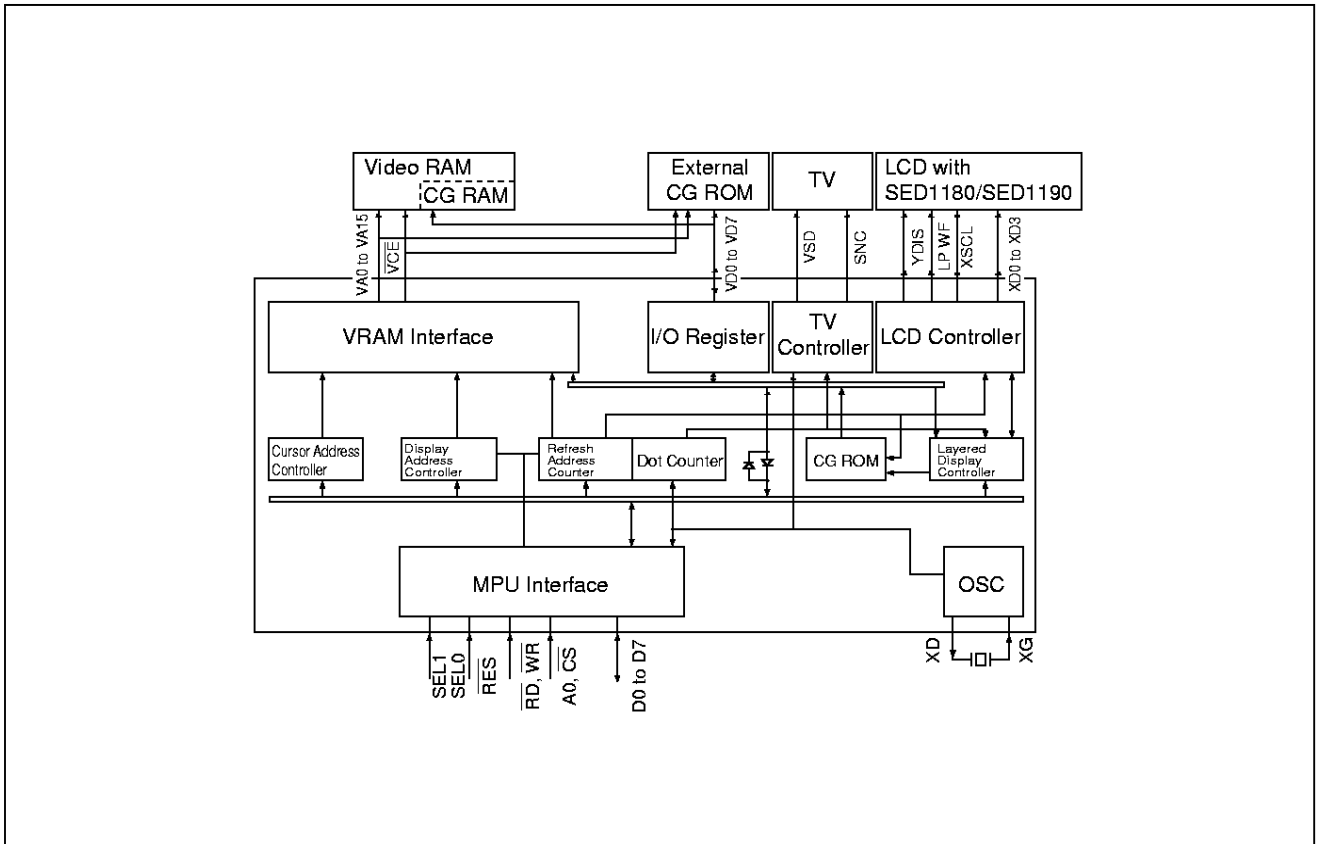 Video RAM
CG RAM
External
CG ROM
TV
LCD with
SED1180/SED1190
VA0 to VA15
VCE
VD0 to VD7
VSD
SNC
YDIS
LP WF
XSCL
XD0 to XD3
VRAM Interface
I/O Register
TV
Controller
LCD Controller
Cursor Address
Controller
Display
Address
Controller
Refresh
Address
Counter
Dot Counter
CG ROM
Layered
Display
Controller
MPU Interface
OSC
SEL1
SEL0
RES
RD, WR
A0, CS
D0 to D7
XD
XG